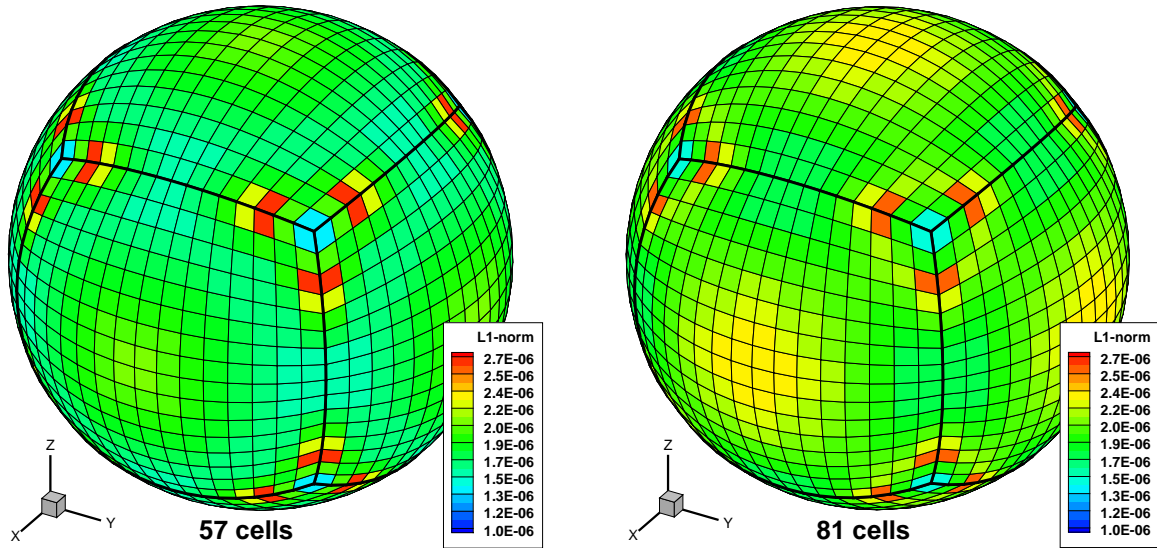 L1-norm
2.7E-06
2.5E-06
2.4E-06
2.2E-06
2.0E-06
1.9E-06
1.7E-06
1.5E-06
1.3E-06
1.2E-06
1.0E-06
Z
X
Y
57 cells
L1-norm
2.7E-06
2.5E-06
2.4E-06
2.2E-06
2.0E-06
1.9E-06
1.7E-06
1.5E-06
1.3E-06
1.2E-06
1.0E-06
Z
X
Y
81 cells